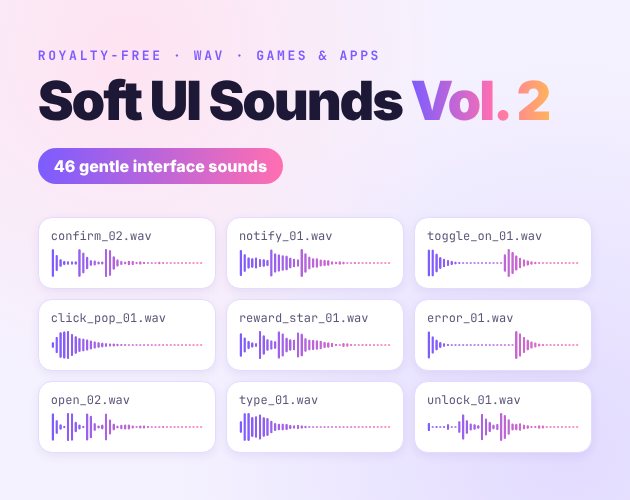 ROYALTY-FREE · WAV · GAMES & APPS
Soft UI Sounds Vol. 2
46 gentle interface sounds
confirm_02.wav
notify_01.wav
toggle_on_01.wav
click_pop_01.wav
reward_star_01.wav
error_01.wav
open_02.wav
type_01.wav
unlock_01.wav